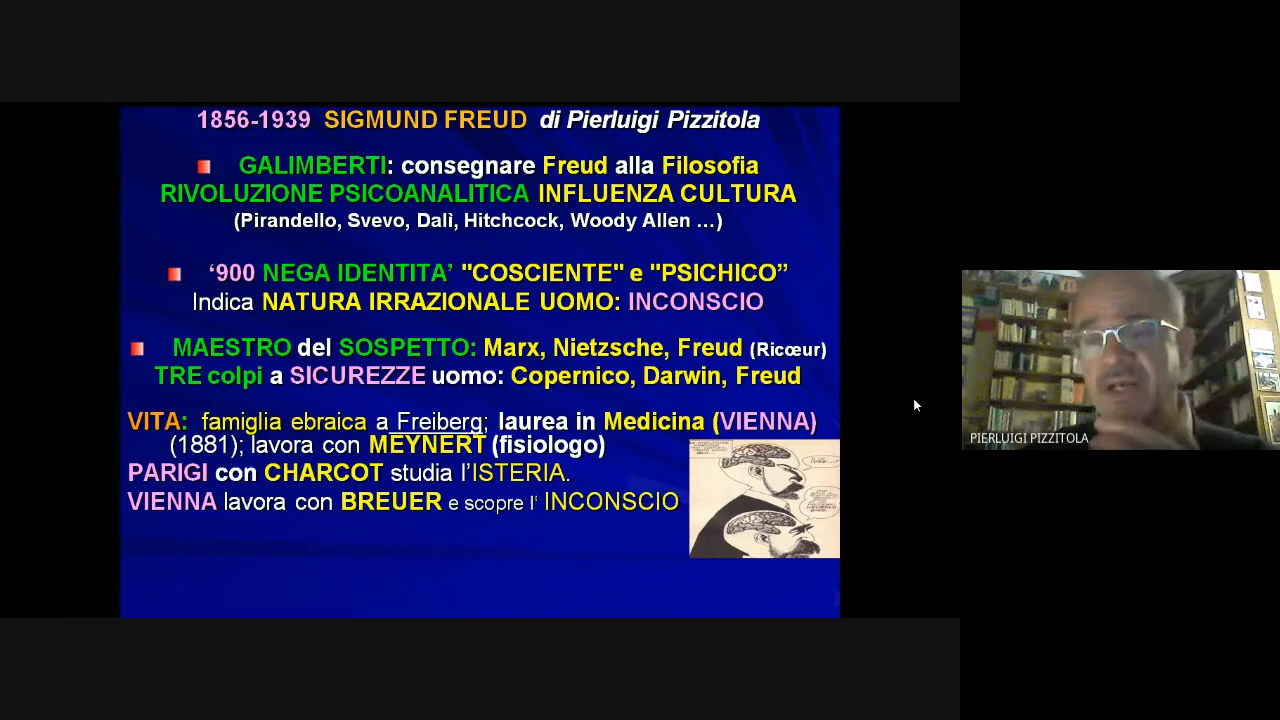 1856-1939 SIGMUND FREUD di Pierluigi Pizzitola
GALIMBERTI: consegnare Freud alla Filosofia
RIVOLUZIONE PSICOANALITICA INFLUENZA CULTURA
(Pirandello, Svevo, Dalì, Hitchcock, Woody Allen …)
‘900 NEGA IDENTITA’ "COSCIENTE" e "PSICHICO”
Indica NATURA IRRAZIONALE UOMO: INCONSCIO
MAESTRO del SOSPETTO: Marx, Nietzsche, Freud (Ricœur)
TRE colpi a SICUREZZE uomo: Copernico, Darwin, Freud
VITA: famiglia ebraica a Freiberg; laurea in Medicina (VIENNA)
(1881); lavora con MEYNERT (fisiologo)
PARIGI con CHARCOT studia l’ISTERIA.
VIENNA lavora con BREUER e scopre l‘ INCONSCIO
PIERLUIGI PIZZITOLA